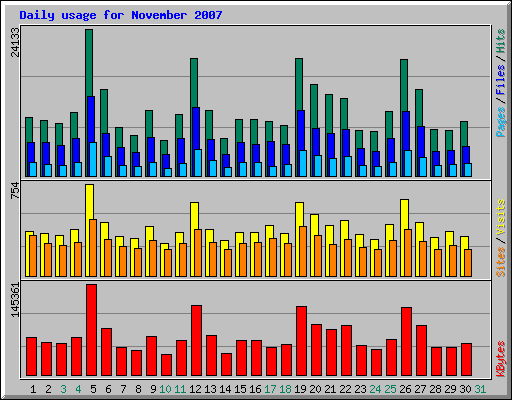 Daily usage for November 2007
24133
Pages / Files / Hits
754
Sites / Visits
145361
KBytes
1 2 3 4 5 6 7 8 9 10 11 12 13 14 15 16 17 18 19 20 21 22 23 24 25 26 27 28 29 30 31